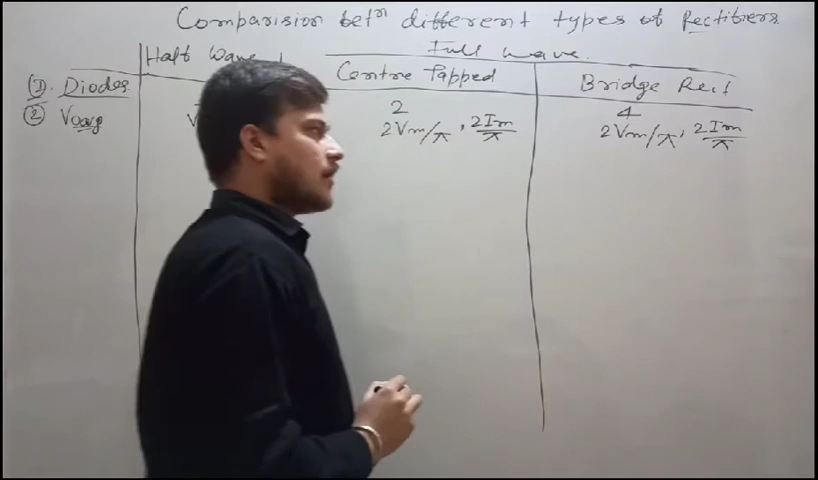 Comparision betⁿ different types of Rectifiers
Half Wave Full wave.
Centre Tapped Bridge Rect
①. Diodes 2 4
② Voavg V 2Vm/π, 2Im/π 2Vm/π, 2Im/π